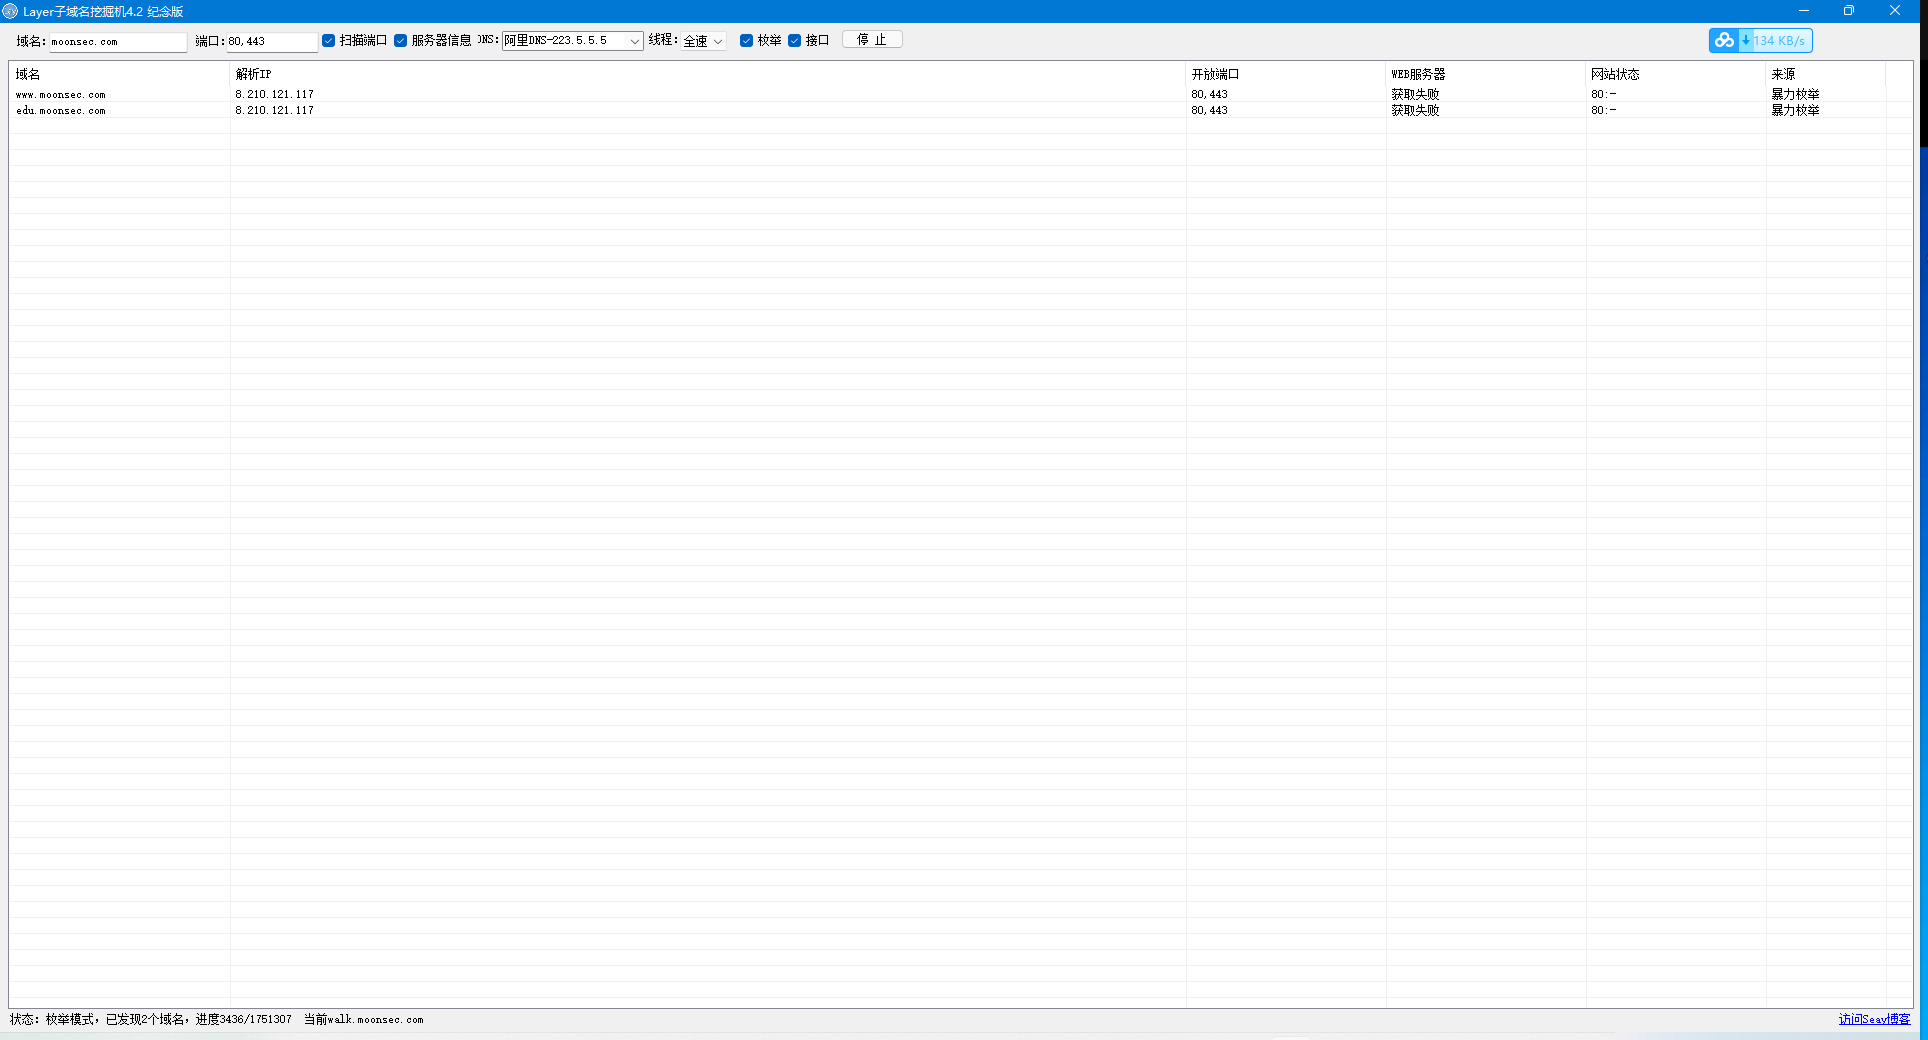 Layer子域名挖掘机4.2 纪念版
域名: moonsec.com 端口: 80,443 扫描端口 服务器信息 DNS: 阿里DNS-223.5.5.5 线程: 全速 枚举 接口 停 止 134 KB/s
域名 解析IP 开放端口 WEB服务器 网站状态 来源
www.moonsec.com 8.210.121.117 80,443 获取失败 80:- 暴力枚举
edu.moonsec.com 8.210.121.117 80,443 获取失败 80:- 暴力枚举
状态: 枚举模式, 已发现2个域名, 进度3436/1751307 当前walk.moonsec.com 访问Seay博客